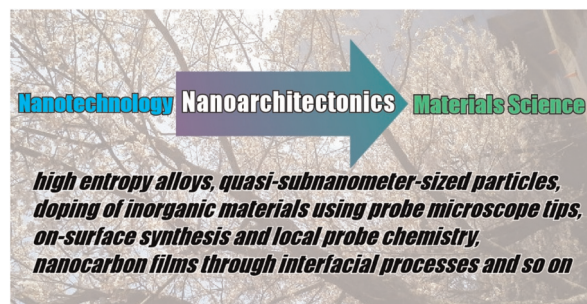 Nanotechnology Nanoarchitectonics Materials Science
high entropy alloys, quasi-subnanometer-sized particles,
doping of inorganic materials using probe microscope tips,
on-surface synthesis and local probe chemistry,
nanocarbon films through interfacial processes and so on